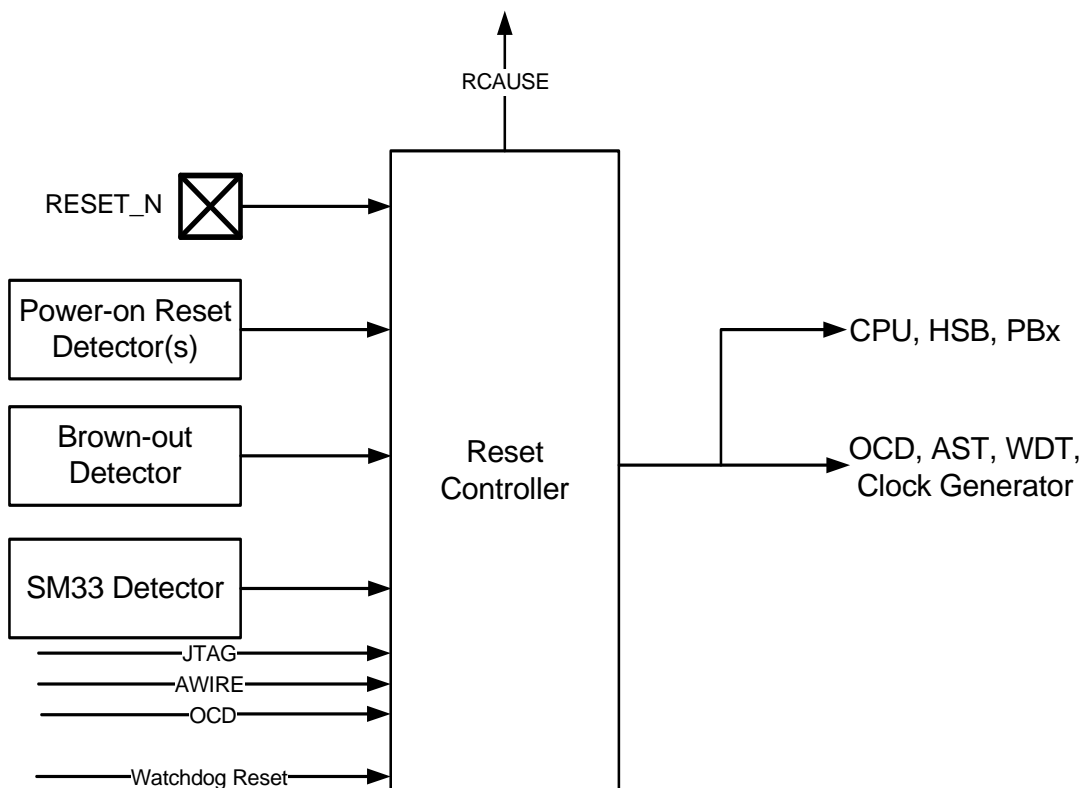 RCAUSE
RESET_N
Power-on Reset
Detector(s)
Brown-out
Detector
SM33 Detector
JTAG
AWIRE
OCD
Watchdog Reset
Reset
Controller
CPU, HSB, PBx
OCD, AST, WDT,
Clock Generator